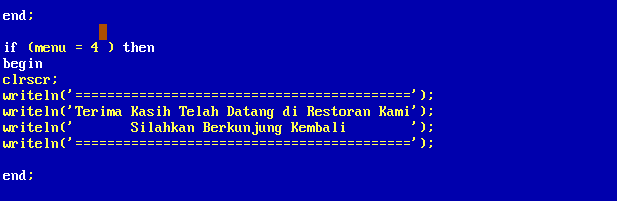 end;
if (menu = 4 ) then
begin
clrscr;
writeln('==========================================');
writeln('Terima Kasih Telah Datang di Restoran Kami');
writeln('       Silahkan Berkunjung Kembali        ');
writeln('==========================================');
end;